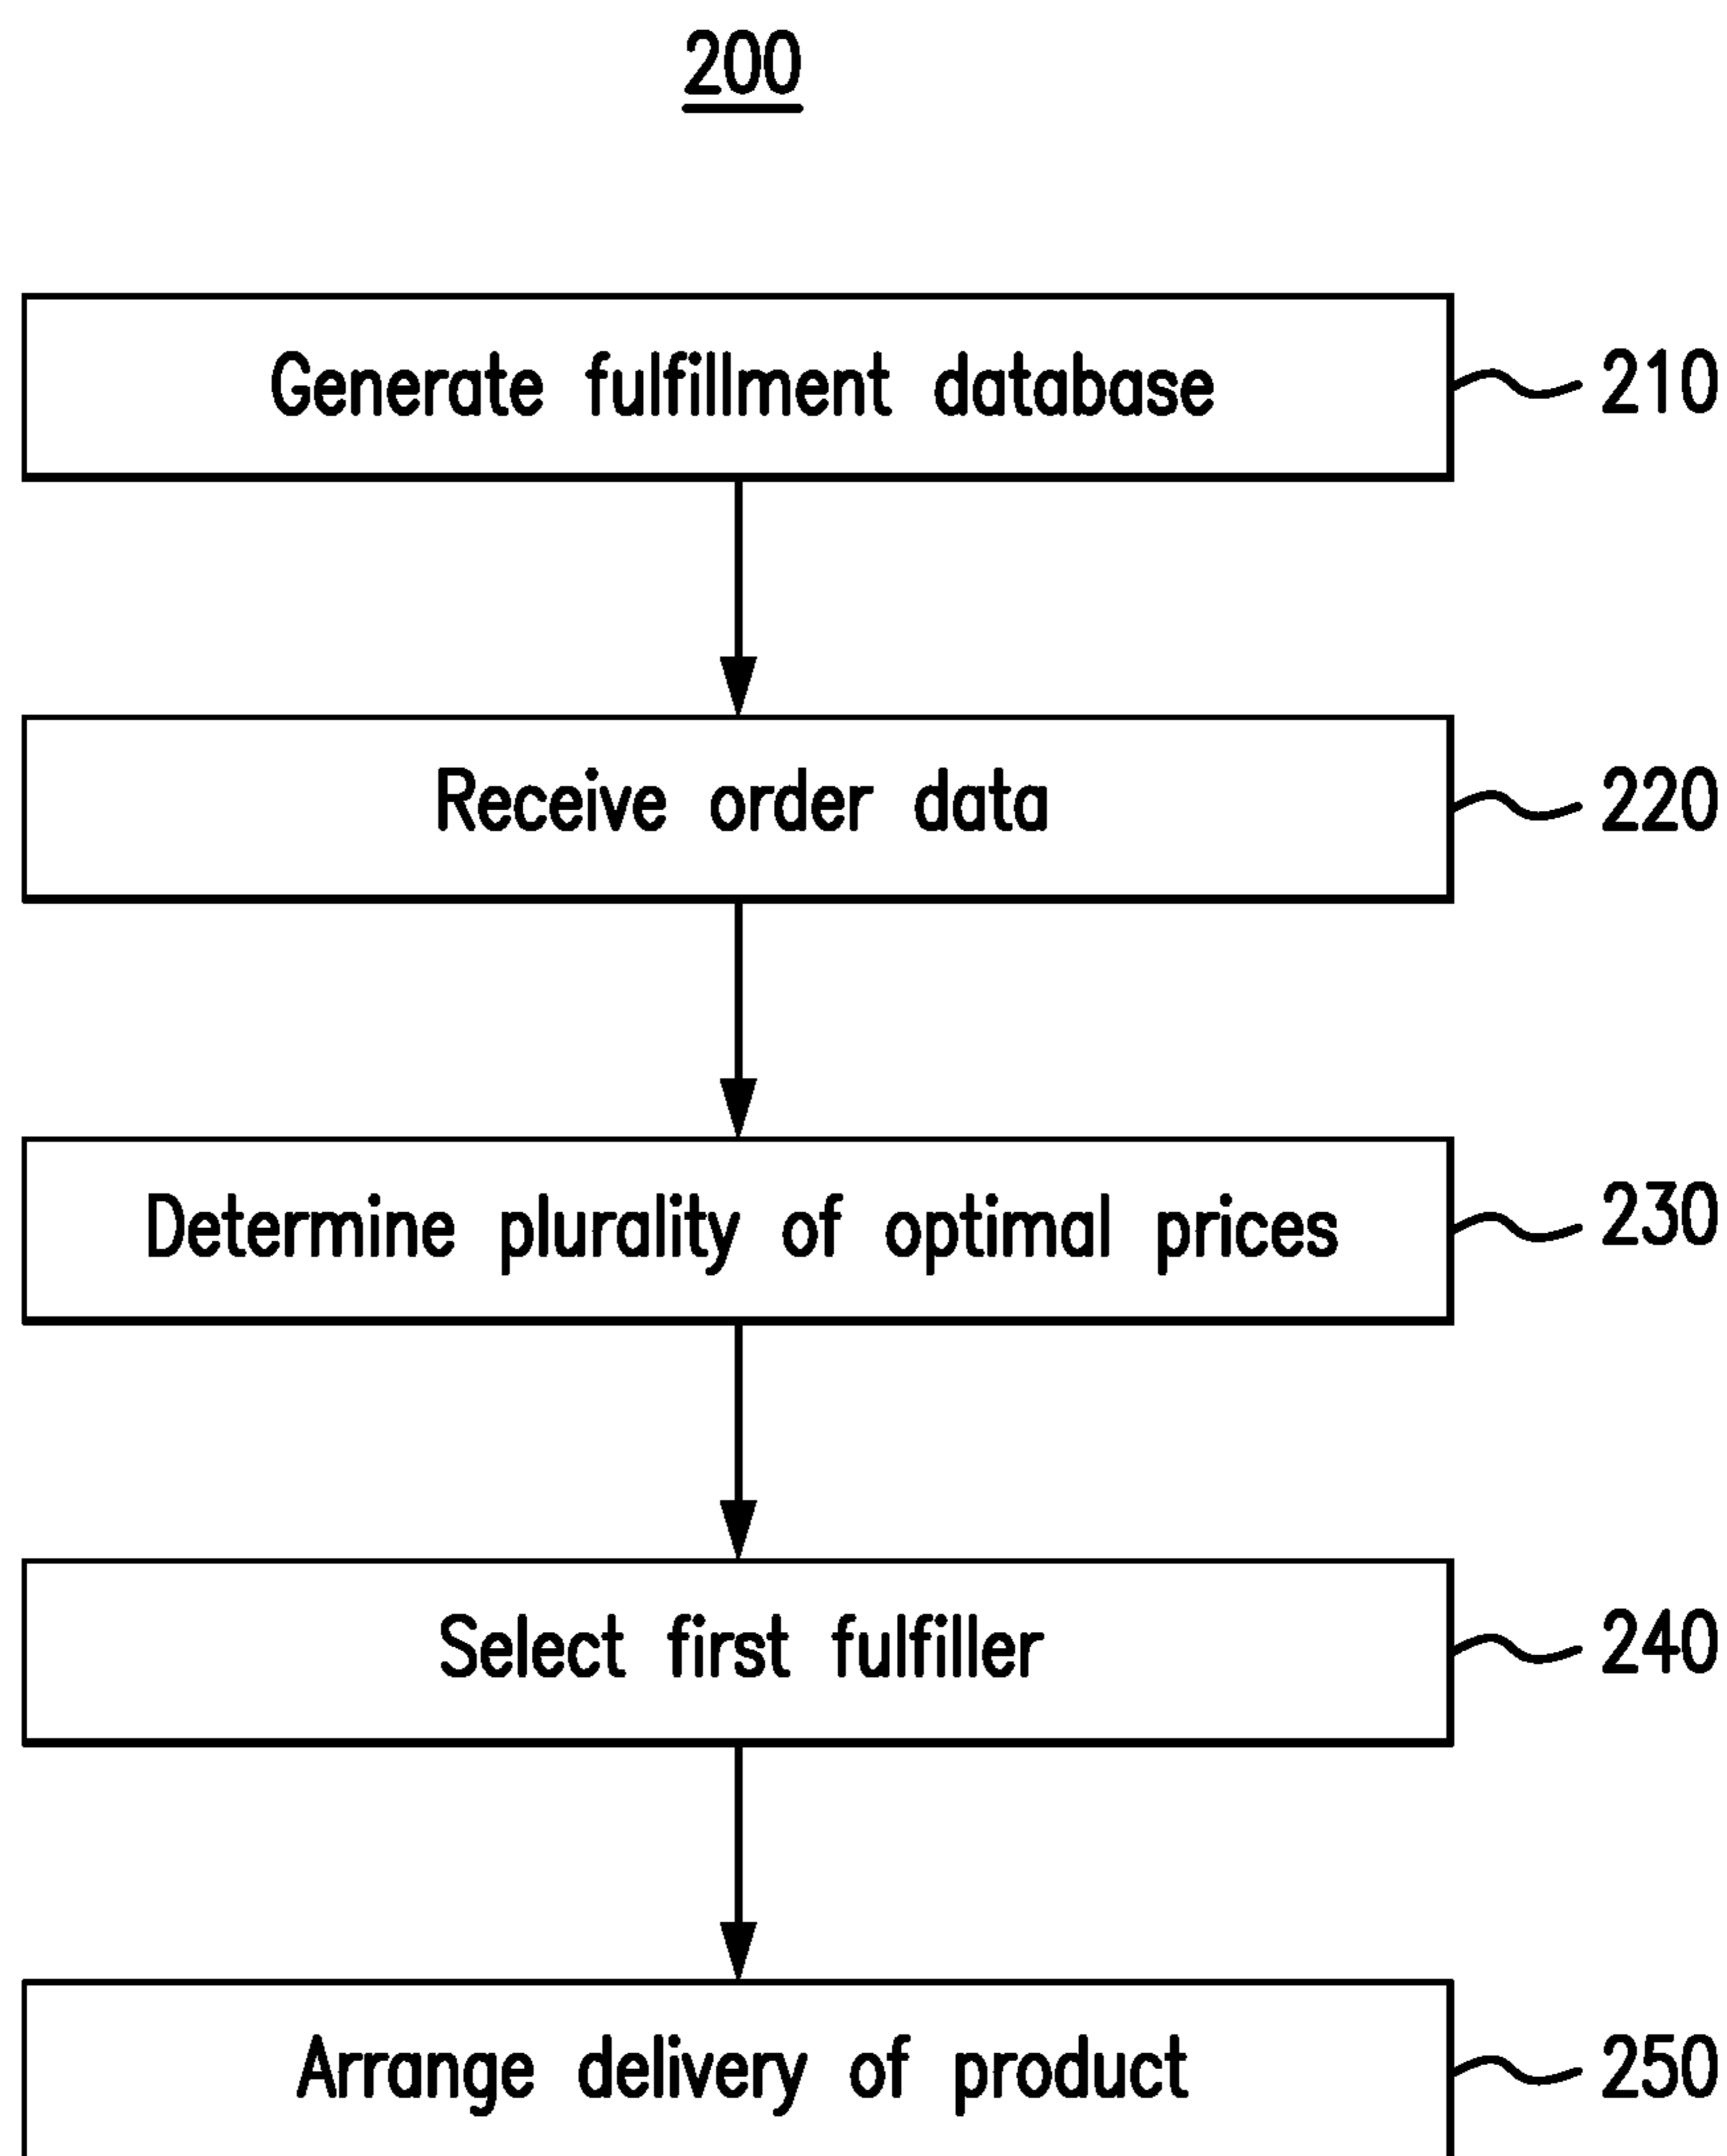 200
Generate fulfillment database 210
Receive order data 220
Determine plurality of optimal prices 230
Select first fulfiller 240
Arrange delivery of product 250